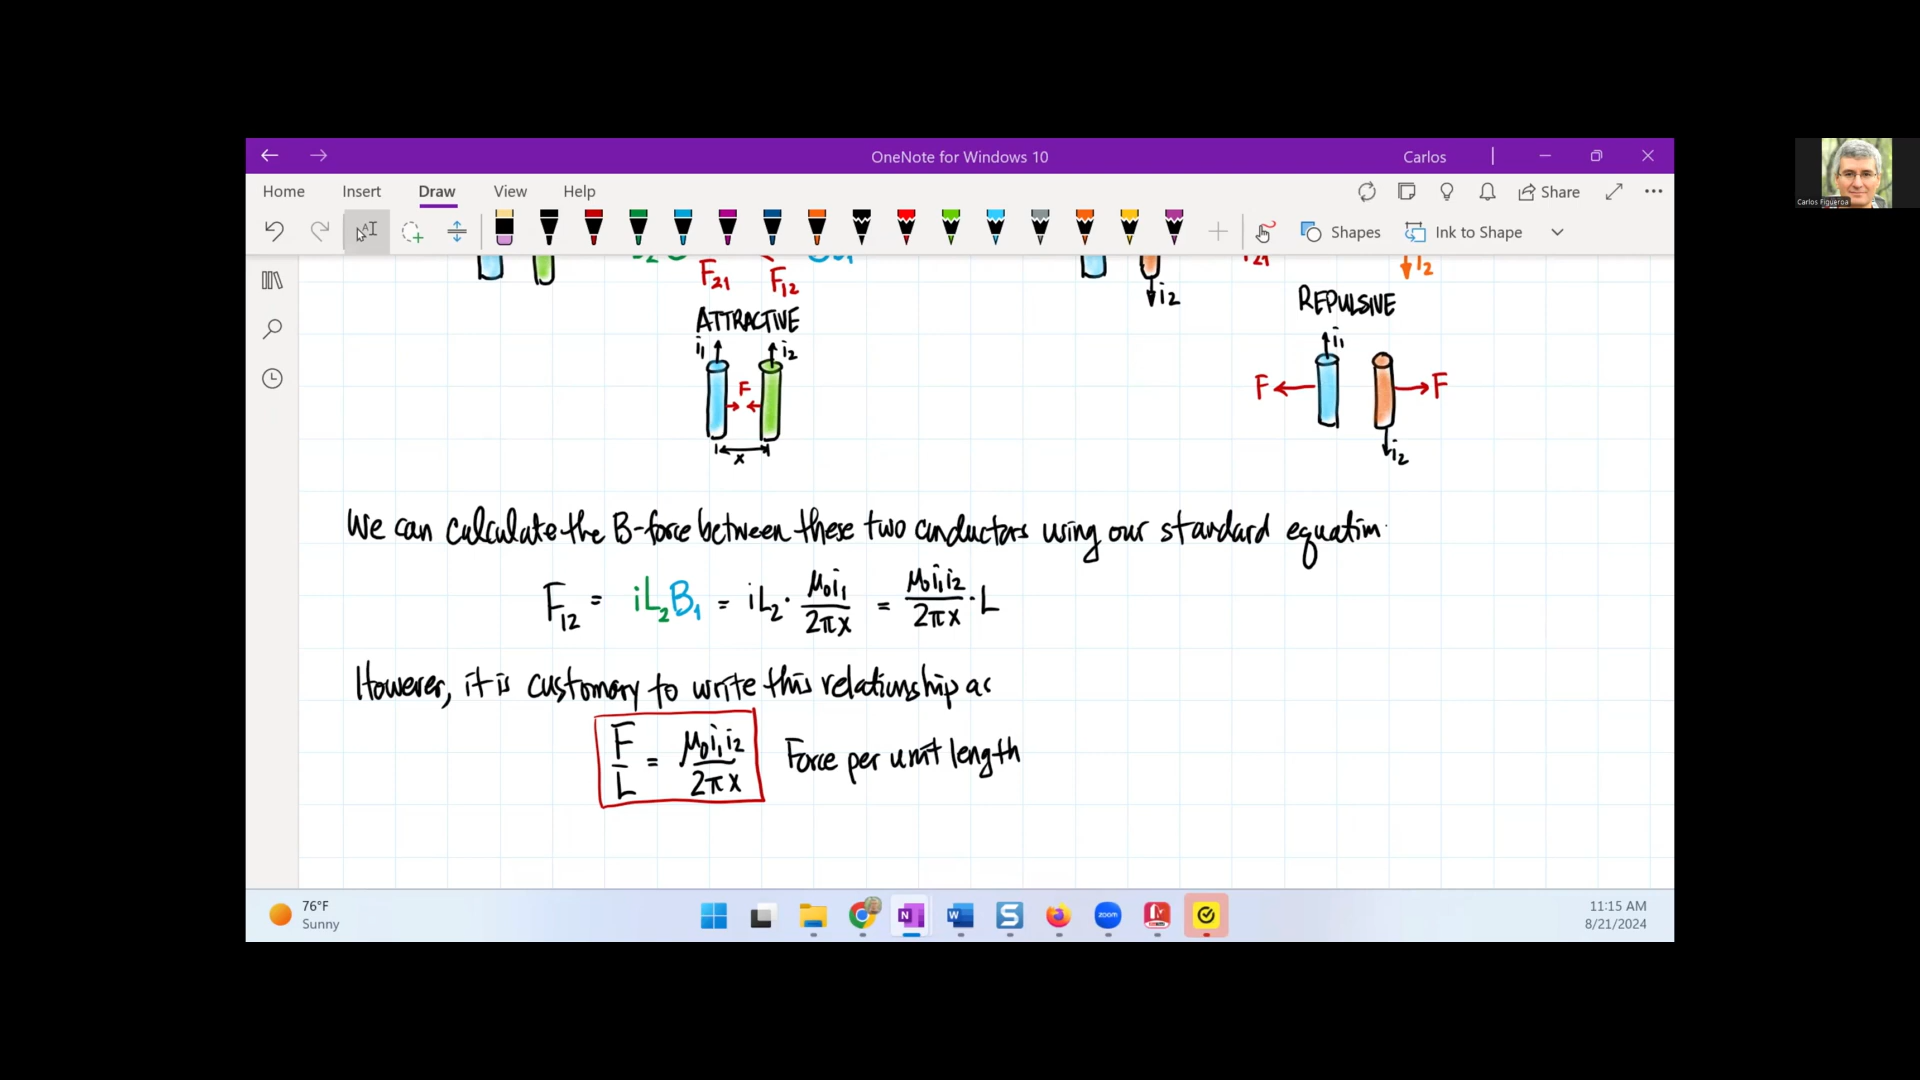 OneNote for Windows 10
Carlos
Home Insert Draw View Help
Share
Shapes
Ink to Shape
Carlos Figueroa
F21 F12
i2
F21
i2
ATTRACTIVE
REPULSIVE
i1 i2
F
x
i1
F F
i2
We can calculate the B-force between these two conductors using our standard equation
F12 = iL2B1 = iL2 · μ0i1/2πx = μ0i1i2/2πx · L
However, it is customary to write this relationship as
F/L = μ0i1i2/2πx Force per unit length
76°F
Sunny
zoom
11:15 AM
8/21/2024